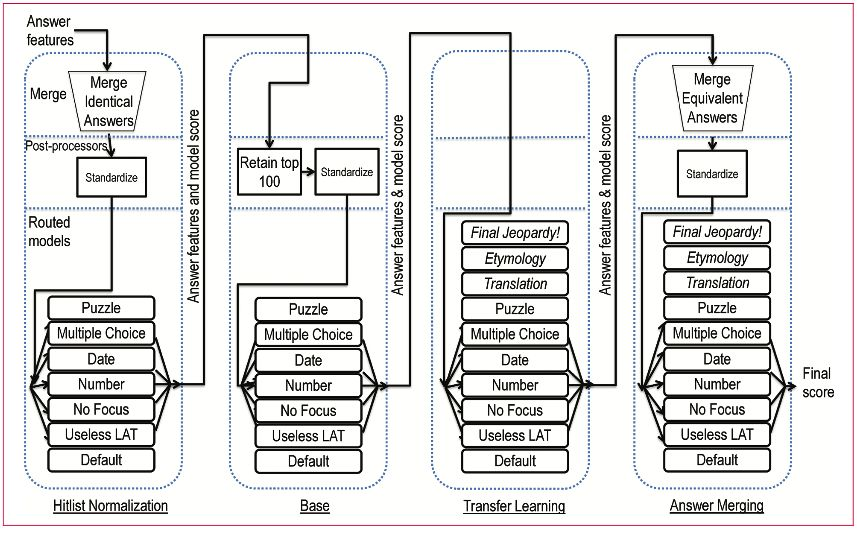 Answer
features
Merge
Merge
Identical
Answers
Post-processors
Standardize
Routed
models
Puzzle
Multiple Choice
Date
Number
No Focus
Useless LAT
Default
Hitlist Normalization
Answer features and model score
Retain top
100
Standardize
Puzzle
Multiple Choice
Date
Number
No Focus
Useless LAT
Default
Base
Answer features & model score
Final Jeopardy!
Etymology
Translation
Puzzle
Multiple Choice
Date
Number
No Focus
Useless LAT
Default
Transfer Learning
Answer features & model score
Merge
Equivalent
Answers
Standardize
Final Jeopardy!
Etymology
Translation
Puzzle
Multiple Choice
Date
Number
No Focus
Useless LAT
Default
Answer Merging
Final
score